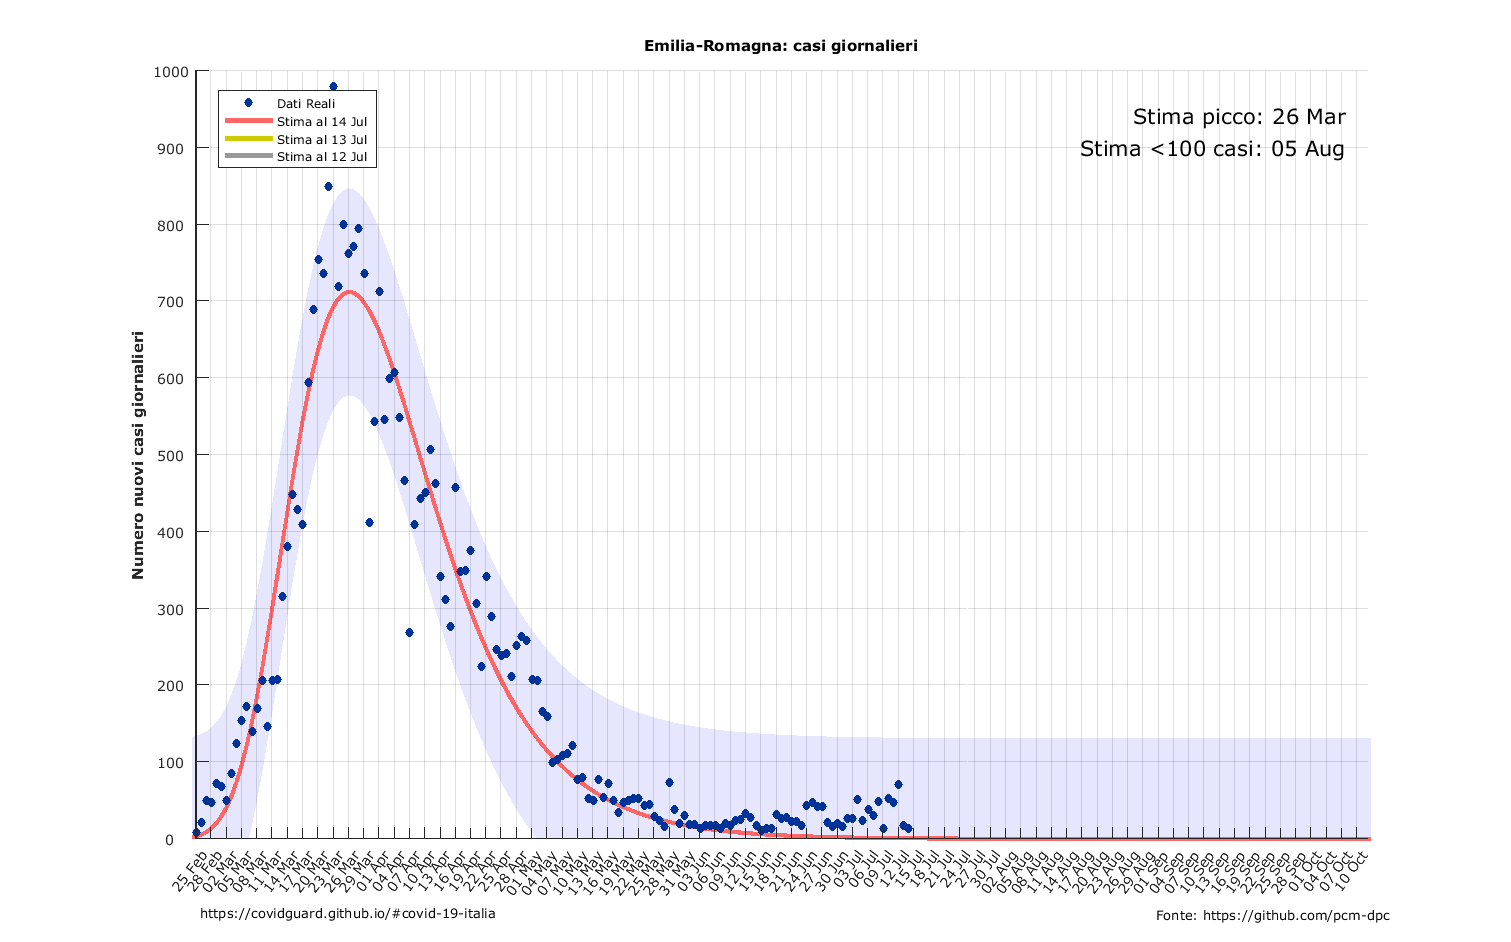 Emilia-Romagna: casi giornalieri
Stima picco: 26 Mar
Stima <100 casi: 05 Aug
Dati Reali
Stima al 14 Jul
Stima al 13 Jul
Stima al 12 Jul
Numero nuovi casi giornalieri
1000
900
800
700
600
500
400
300
200
100
0
25 Feb
28 Feb
02 Mar
05 Mar
08 Mar
11 Mar
14 Mar
17 Mar
20 Mar
23 Mar
26 Mar
29 Mar
01 Apr
04 Apr
07 Apr
10 Apr
13 Apr
16 Apr
19 Apr
22 Apr
25 Apr
28 Apr
01 May
04 May
07 May
10 May
13 May
16 May
19 May
22 May
25 May
28 May
31 May
03 Jun
06 Jun
09 Jun
12 Jun
15 Jun
18 Jun
21 Jun
24 Jun
27 Jun
30 Jun
03 Jul
06 Jul
09 Jul
12 Jul
15 Jul
18 Jul
21 Jul
24 Jul
27 Jul
30 Jul
02 Aug
05 Aug
08 Aug
11 Aug
14 Aug
17 Aug
20 Aug
23 Aug
26 Aug
29 Aug
01 Sep
04 Sep
07 Sep
10 Sep
13 Sep
16 Sep
19 Sep
22 Sep
25 Sep
28 Sep
01 Oct
04 Oct
07 Oct
10 Oct
https://covidguard.github.io/#covid-19-italia
Fonte: https://github.com/pcm-dpc